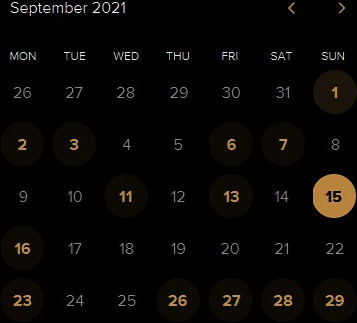 September 2021
MON TUE WED THU FRI SAT SUN
26 27 28 29 30 31 1
2 3 4 5 6 7 8
9 10 11 12 13 14 15
16 17 18 19 20 21 22
23 24 25 26 27 28 29